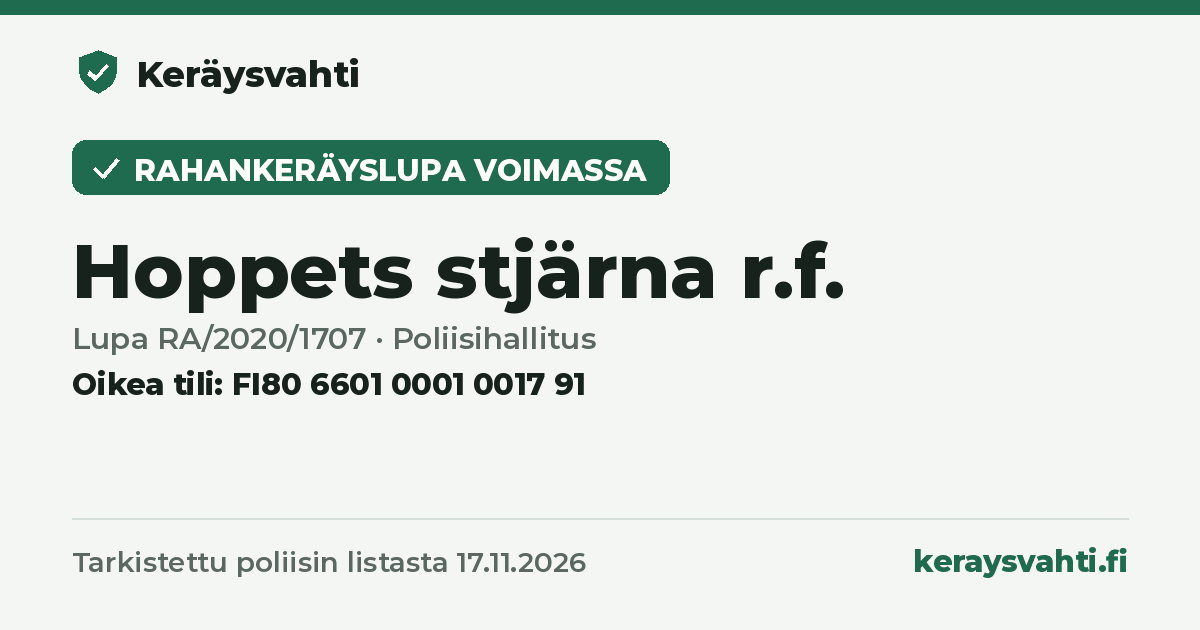 Keräysvahti
RAHANKERÄYSLUPA VOIMASSA
Hoppets stjärna r.f.
Lupa RA/2020/1707 · Poliisihallitus
Oikea tili: FI80 6601 0001 0017 91
Tarkistettu poliisin listasta 17.11.2026
keraysvahti.fi